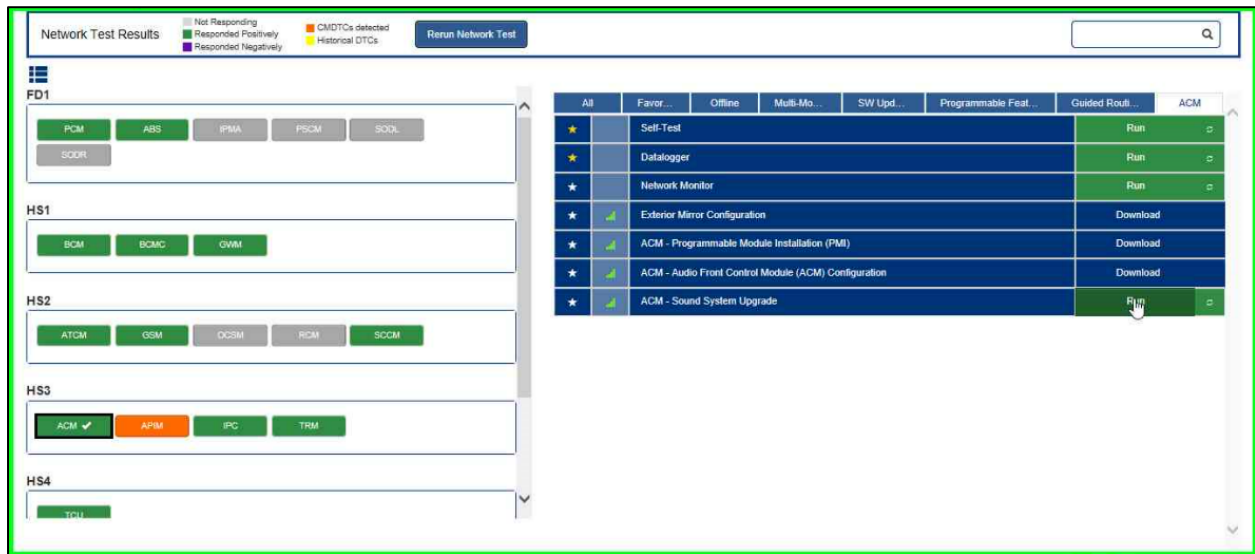 Network Test Results
Not Responding
Responded Positively
Responded Negatively
CMDTCs detected
Historical DTCs
Rerun Network Test
FD1
PCM ABS IPMA PSCM SODL
SODR
HS1
BCM BCMC GWM
HS2
ATCM GSM OCSM RCM SCCM
HS3
ACM APIM IPC TRM
HS4
TCU
All Favor... Offline Multi-Mo... SW Upd... Programmable Feat... Guided Routi... ACM
Self-Test Run
Datalogger Run
Network Monitor Run
Exterior Mirror Configuration Download
ACM - Programmable Module Installation (PMI) Download
ACM - Audio Front Control Module (ACM) Configuration Download
ACM - Sound System Upgrade Run